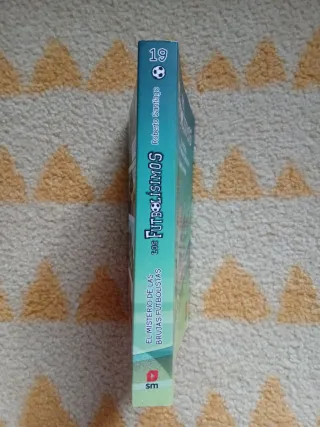 19
Roberto Santiago
LOS FUTBOLÍSIMOS
EL MISTERIO DE LAS
BRUJAS FUTBOLISTAS
sm